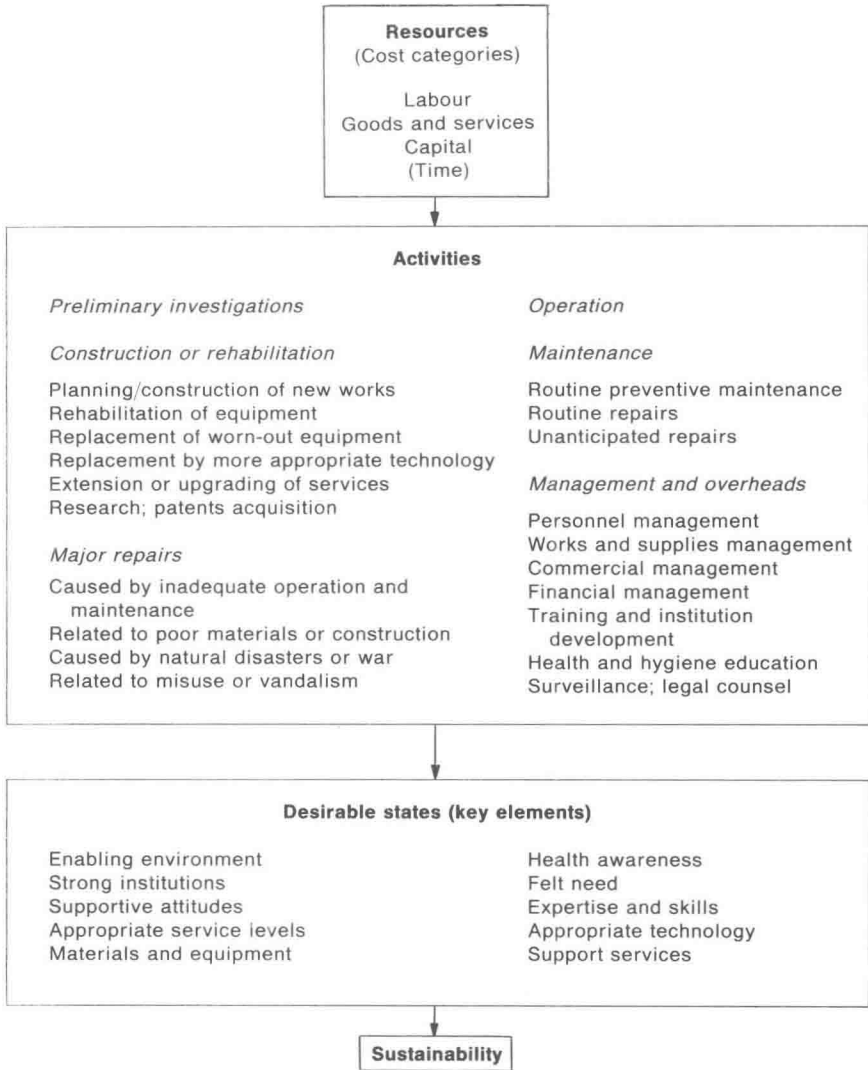 Resources
(Cost categories)
Labour
Goods and services
Capital
(Time)
Activities
Preliminary investigations
Construction or rehabilitation
Planning/construction of new works
Rehabilitation of equipment
Replacement of worn-out equipment
Replacement by more appropriate technology
Extension or upgrading of services
Research; patents acquisition
Major repairs
Caused by inadequate operation and
maintenance
Related to poor materials or construction
Caused by natural disasters or war
Related to misuse or vandalism
Operation
Maintenance
Routine preventive maintenance
Routine repairs
Unanticipated repairs
Management and overheads
Personnel management
Works and supplies management
Commercial management
Financial management
Training and institution
development
Health and hygiene education
Surveillance; legal counsel
Desirable states (key elements)
Enabling environment
Strong institutions
Supportive attitudes
Appropriate service levels
Materials and equipment
Health awareness
Felt need
Expertise and skills
Appropriate technology
Support services
Sustainability